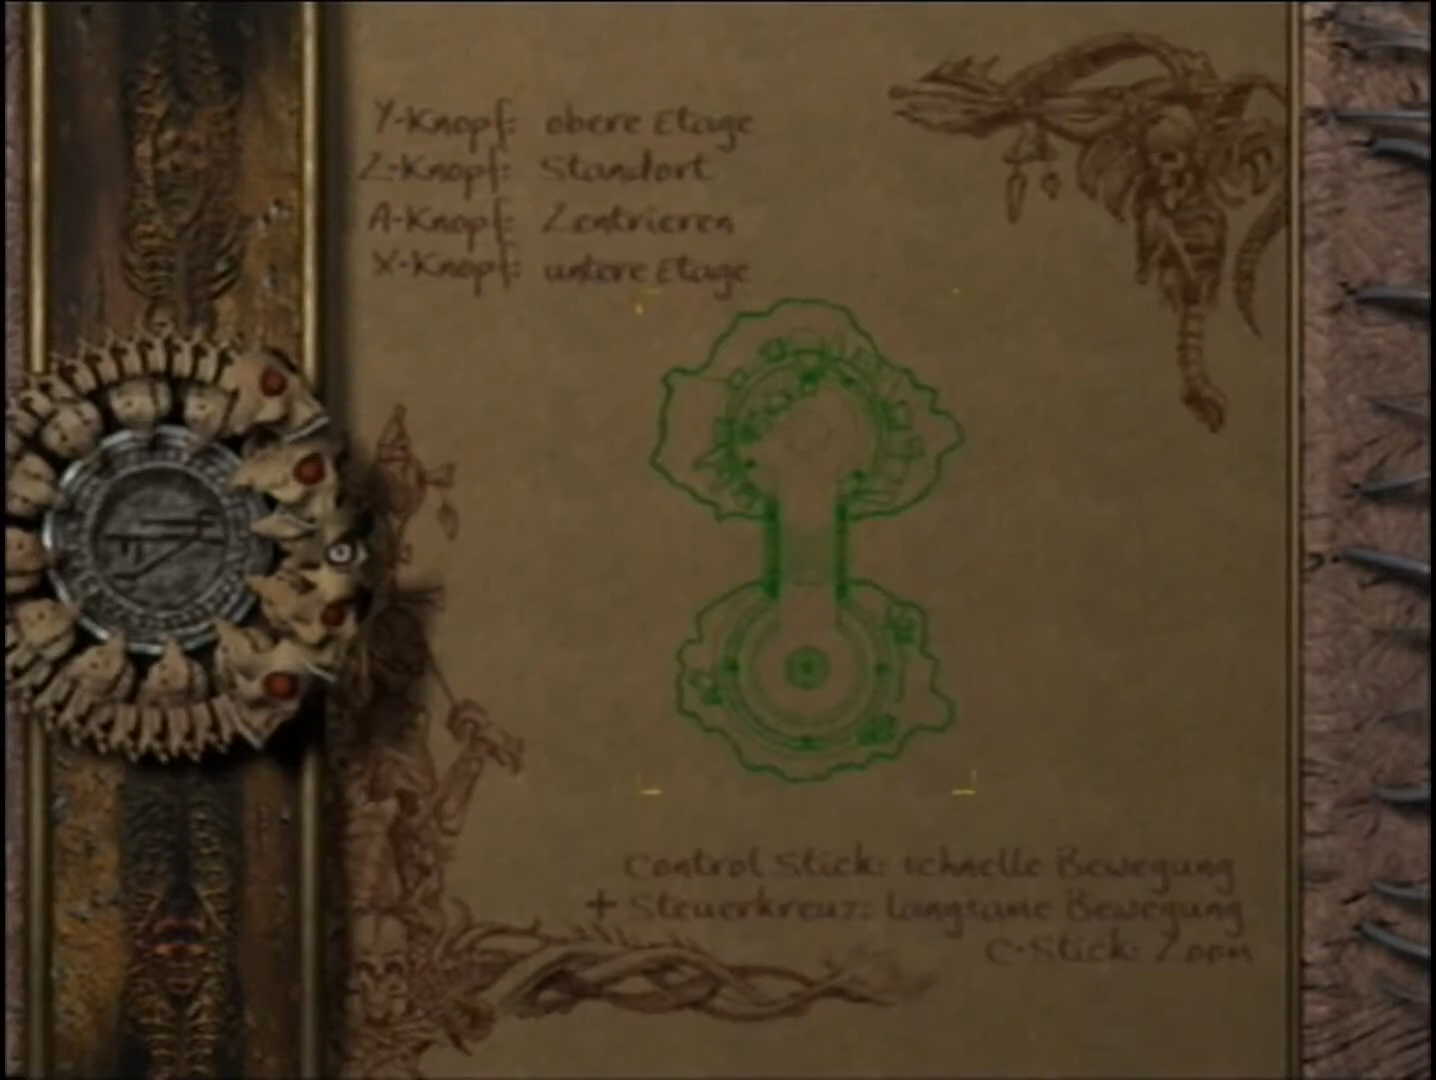 Y-Knopf: obere Etage
Z-Knopf: Standort
A-Knopf: Zentrieren
X-Knopf: untere Etage
Control Stick: schnelle Bewegung
+ Steuerkreuz: langsame Bewegung
C-Stick: Zoom